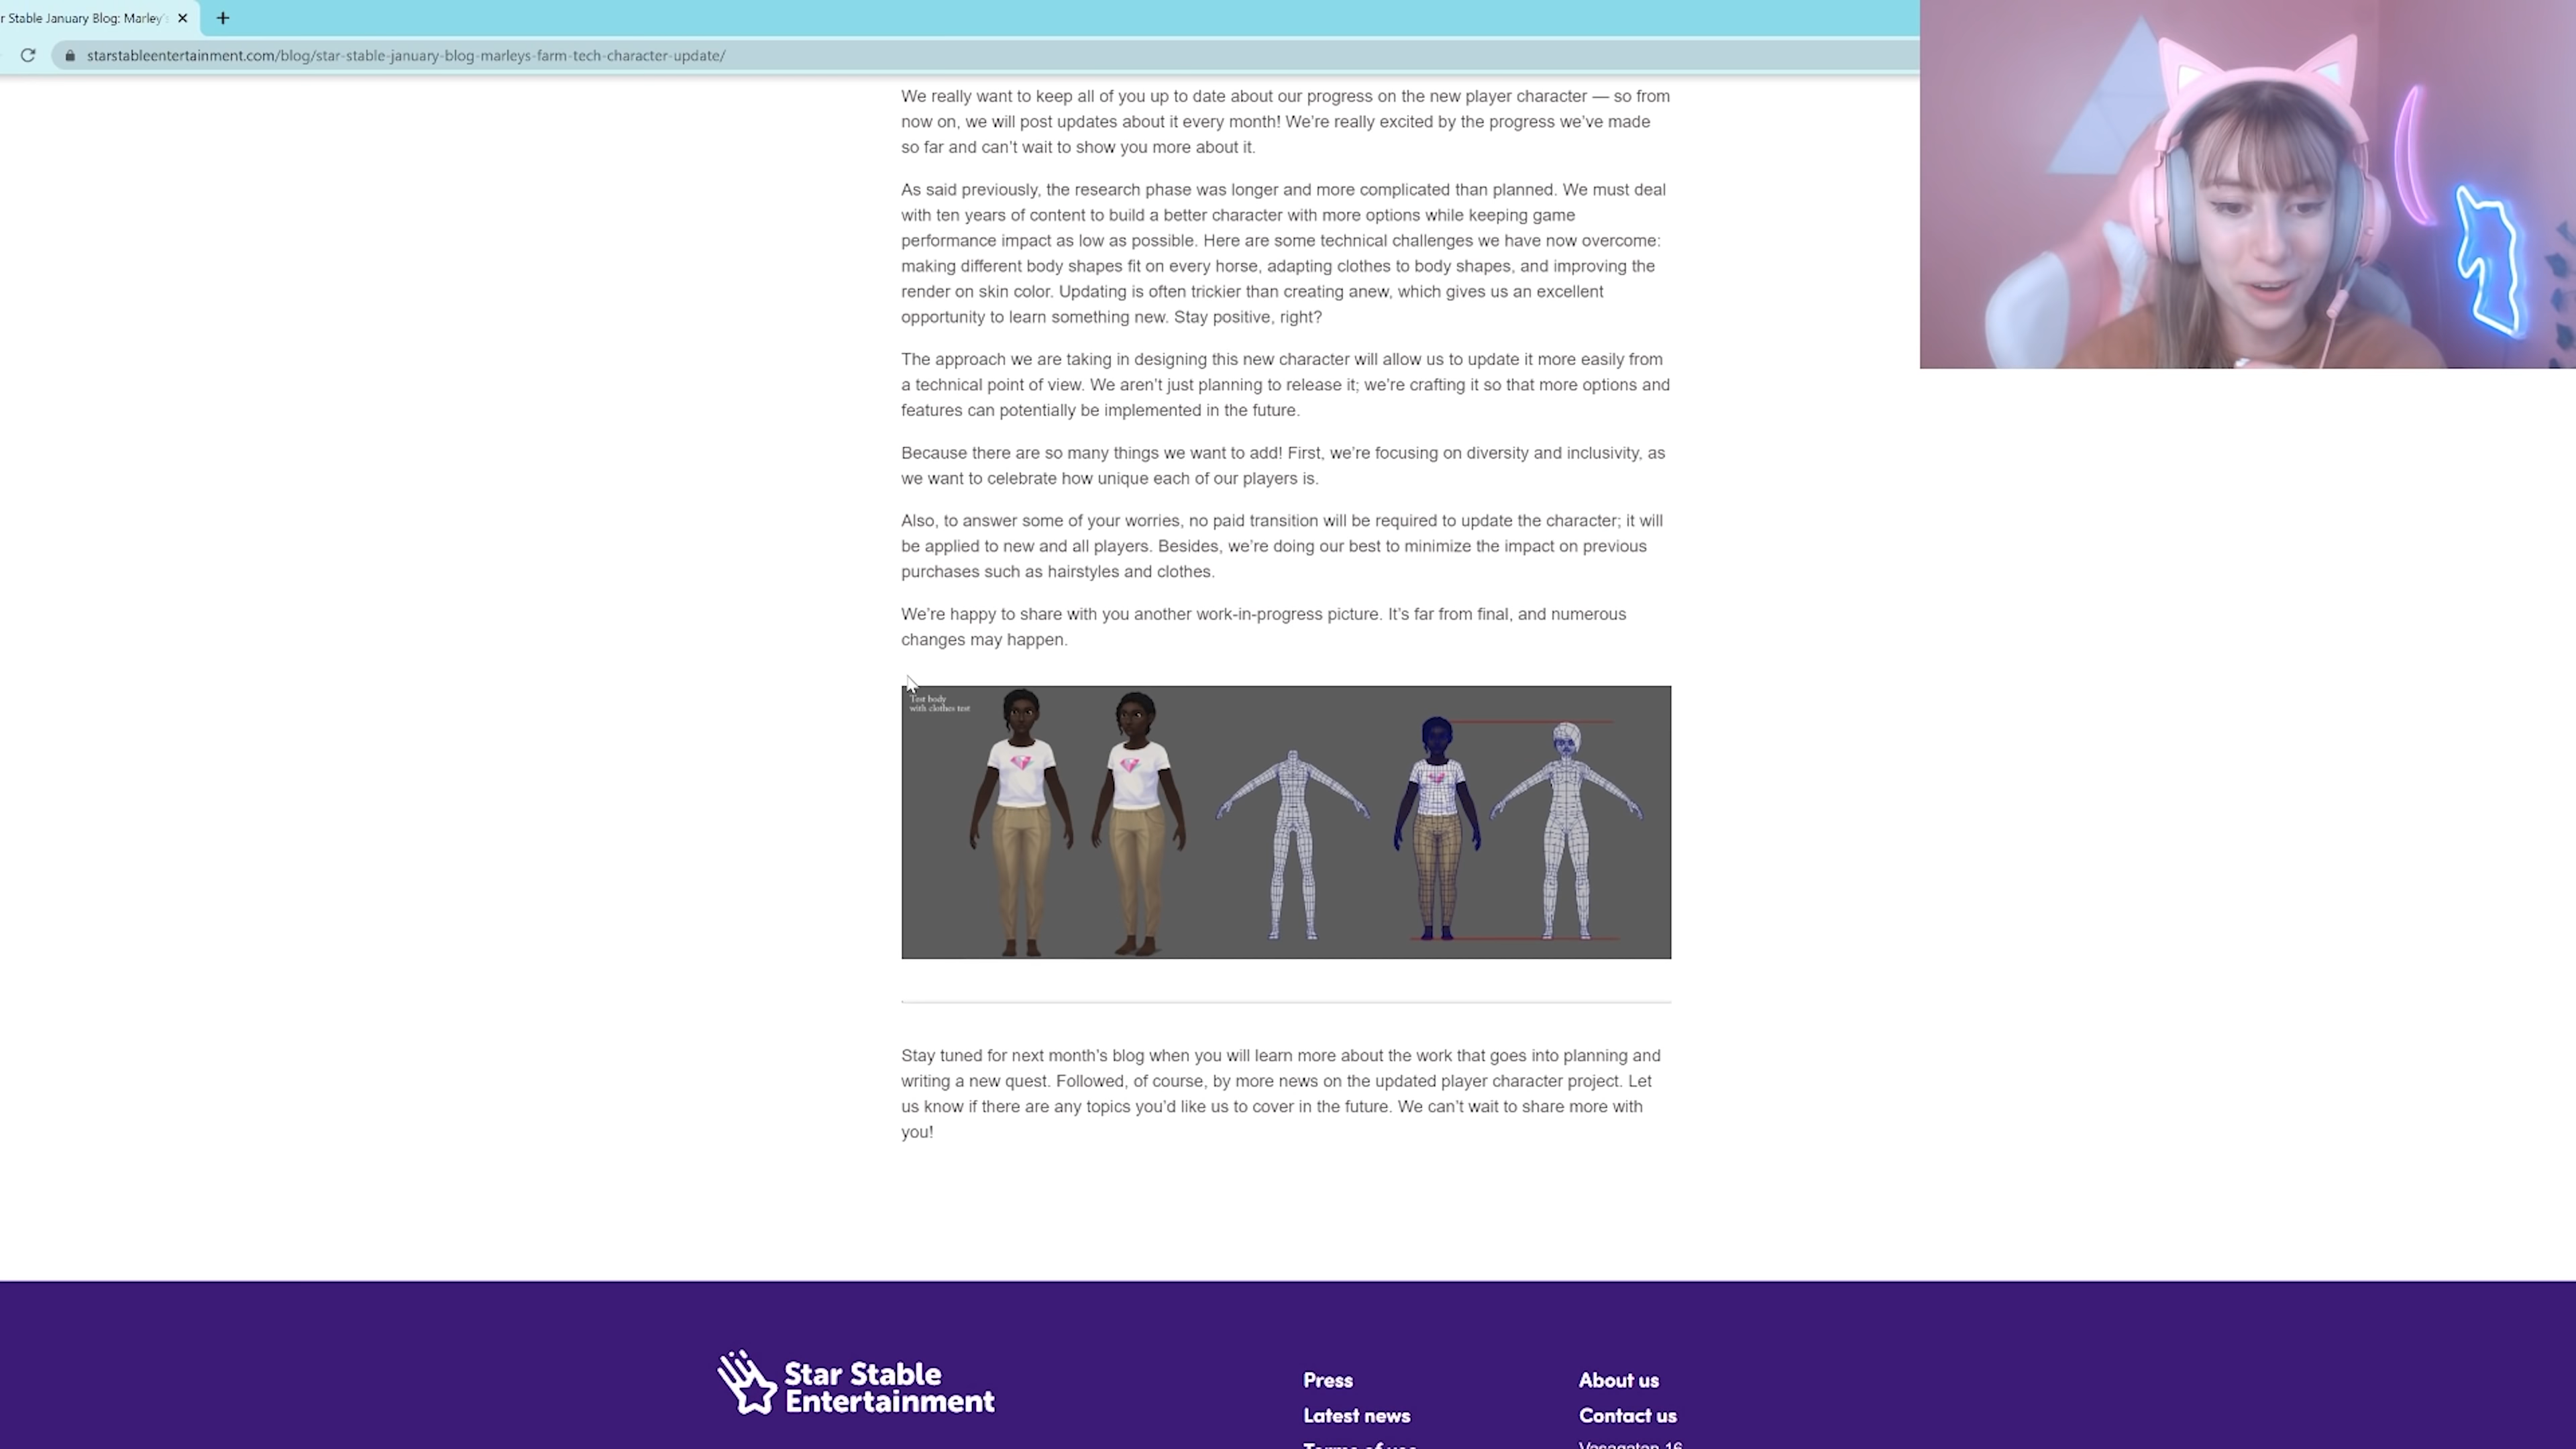 r Stable January Blog: Marley's
starstableentertainment.com/blog/star-stable-january-blog-marleys-farm-tech-character-update/
We really want to keep all of you up to date about our progress on the new player character — so from
now on, we will post updates about it every month! We’re really excited by the progress we’ve made
so far and can’t wait to show you more about it.
As said previously, the research phase was longer and more complicated than planned. We must deal
with ten years of content to build a better character with more options while keeping game
performance impact as low as possible. Here are some technical challenges we have now overcome:
making different body shapes fit on every horse, adapting clothes to body shapes, and improving the
render on skin color. Updating is often trickier than creating anew, which gives us an excellent
opportunity to learn something new. Stay positive, right?
The approach we are taking in designing this new character will allow us to update it more easily from
a technical point of view. We aren’t just planning to release it; we’re crafting it so that more options and
features can potentially be implemented in the future.
Because there are so many things we want to add! First, we’re focusing on diversity and inclusivity, as
we want to celebrate how unique each of our players is.
Also, to answer some of your worries, no paid transition will be required to update the character; it will
be applied to new and all players. Besides, we’re doing our best to minimize the impact on previous
purchases such as hairstyles and clothes.
We’re happy to share with you another work-in-progress picture. It’s far from final, and numerous
changes may happen.
Test body
with clothes test
Stay tuned for next month’s blog when you will learn more about the work that goes into planning and
writing a new quest. Followed, of course, by more news on the updated player character project. Let
us know if there are any topics you’d like us to cover in the future. We can’t wait to share more with
you!
Star Stable
Entertainment
Press
Latest news
Terms of use
About us
Contact us
Vasagatan 16